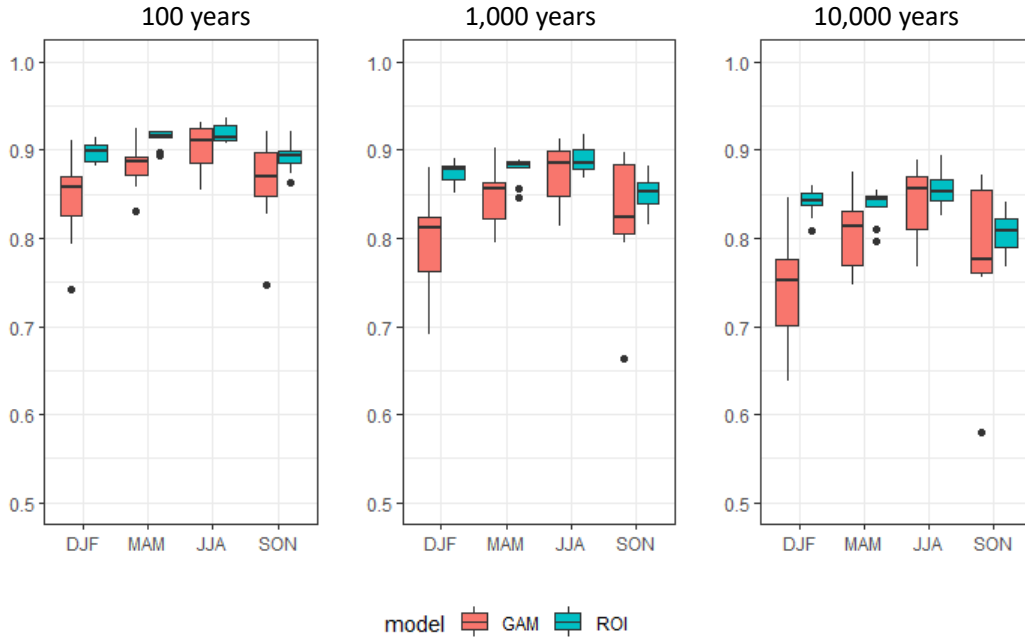 100 years 1,000 years 10,000 years
1.0 1.0 1.0
0.9 0.9 0.9
0.8 0.8 0.8
0.7 0.7 0.7
0.6 0.6 0.6
0.5 0.5 0.5
DJF MAM JJA SON DJF MAM JJA SON DJF MAM JJA SON
model GAM ROI